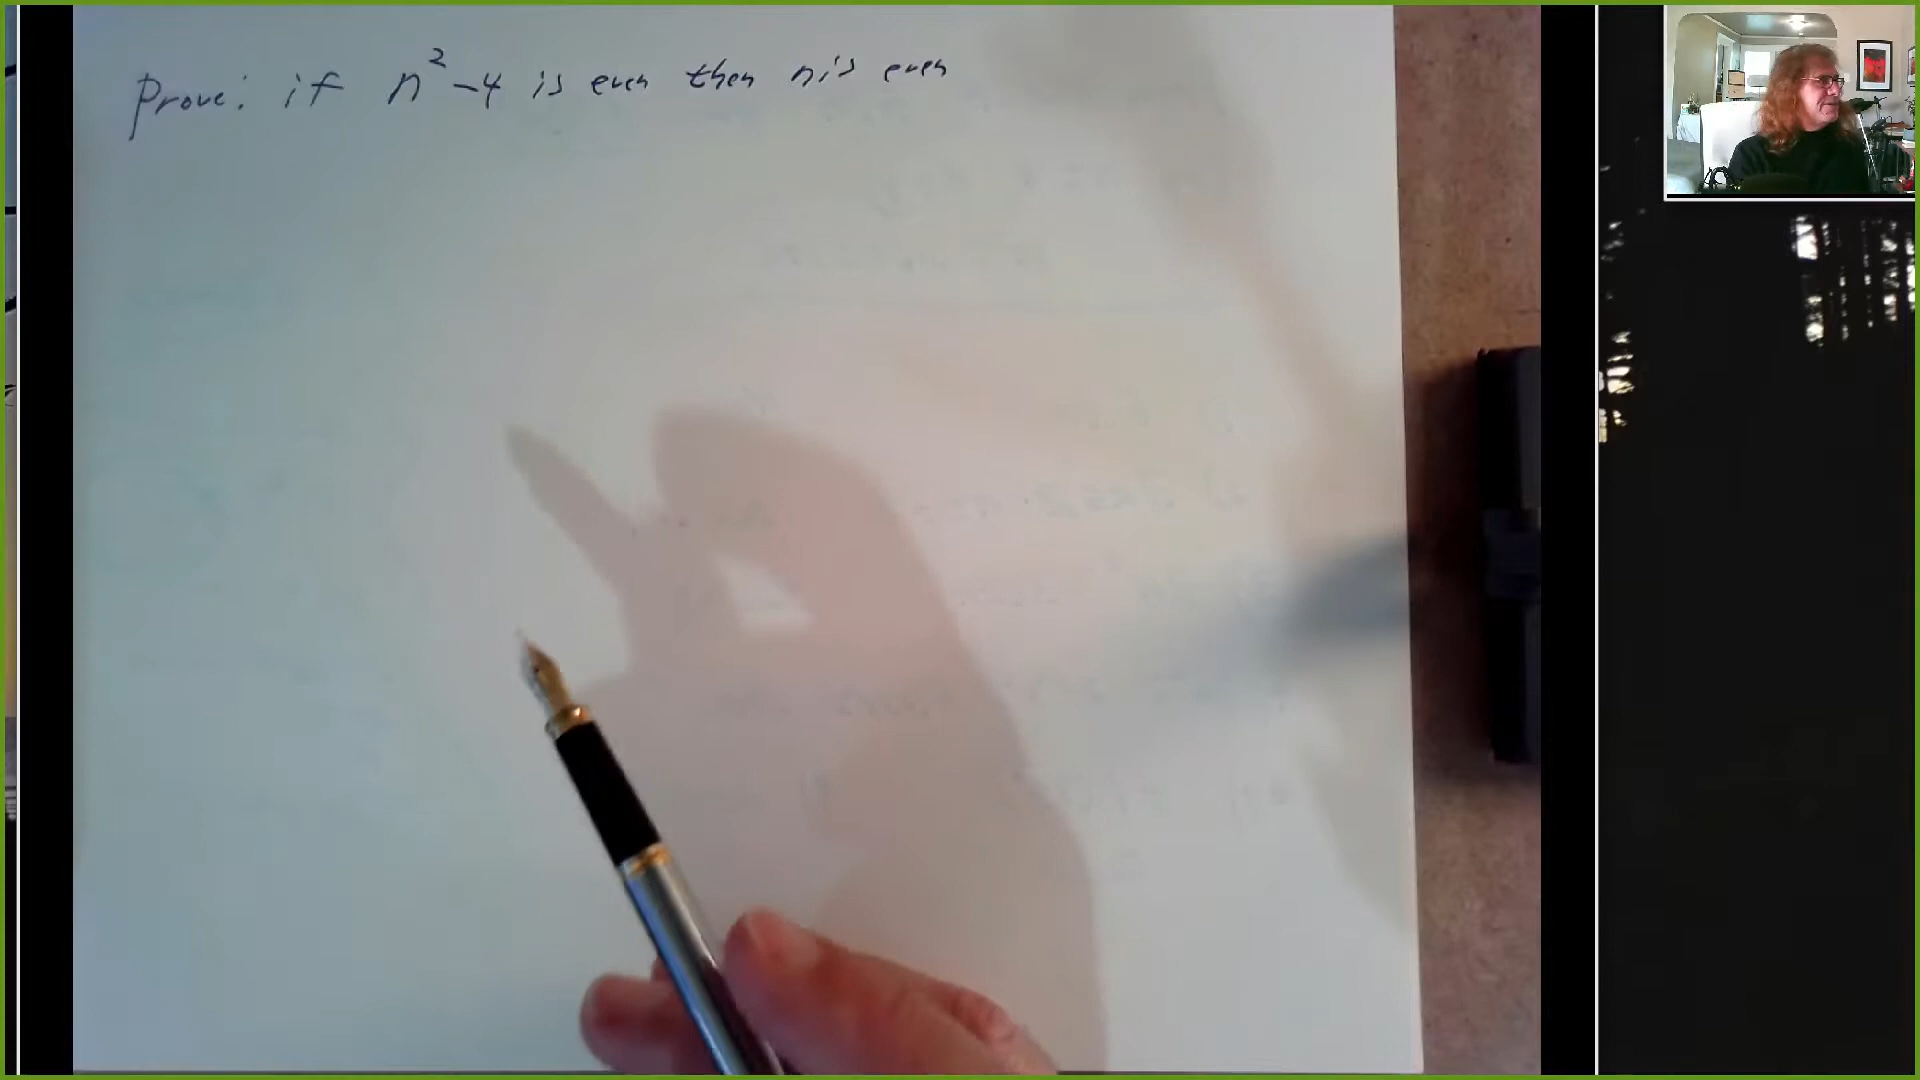 Prove: if n² - 4 is even then n is even